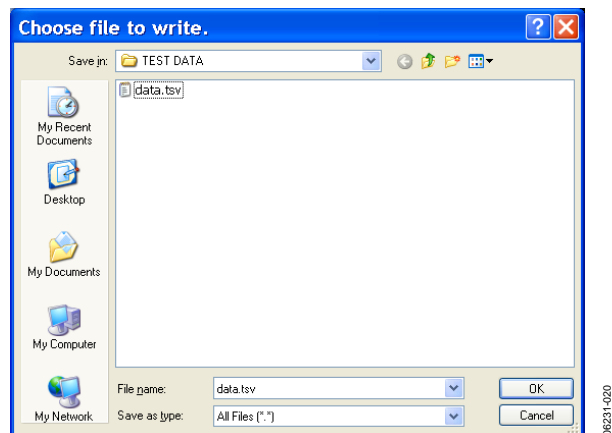 Choose file to write.
Save in:
TEST DATA
data.tsv
My Recent
Documents
Desktop
My Documents
My Computer
My Network
File name:
data.tsv
OK
Save as type:
All Files (*.*)
Cancel
06231-020